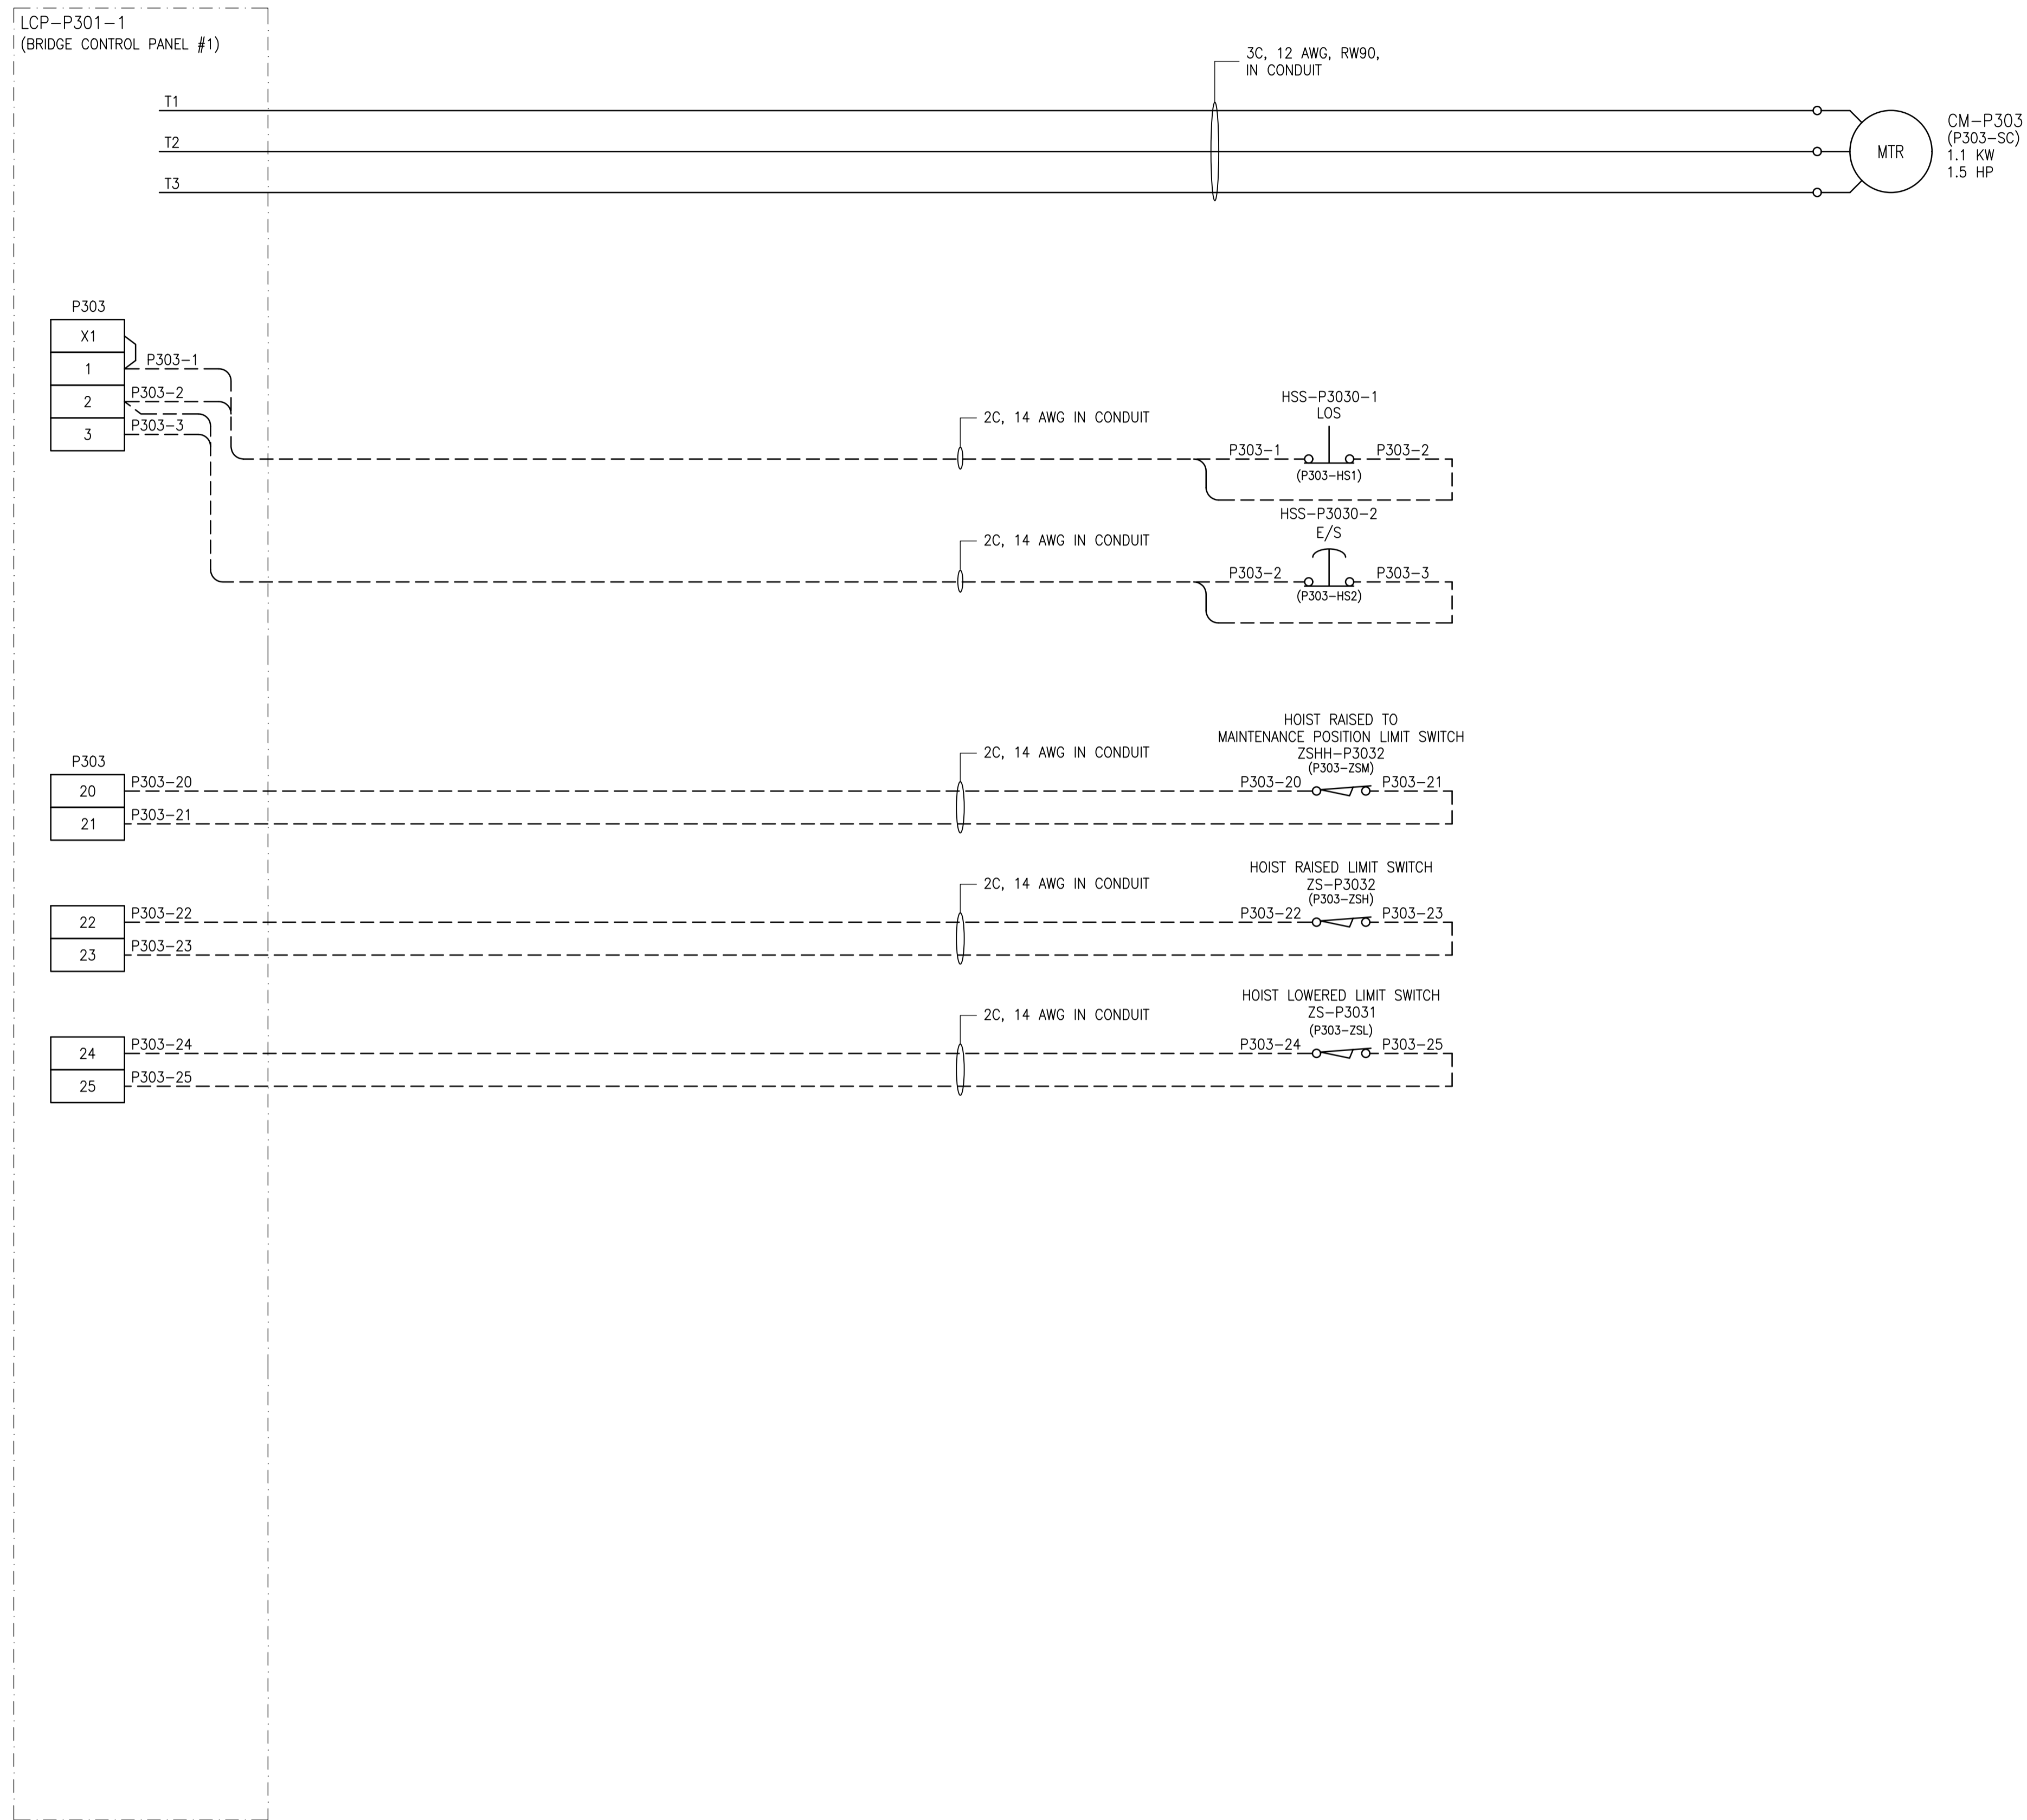 LCP-P301-1
(BRIDGE CONTROL PANEL #1)
3C, 12 AWG, RW90,
IN CONDUIT
T1
T2
T3
MTR
CM-P303
(P303-SC)
1.1 KW
1.5 HP
P303
X1
1
2
3
P303-1
P303-2
P303-3
2C, 14 AWG IN CONDUIT
HSS-P3030-1
LOS
P303-1
P303-2
(P303-HS1)
2C, 14 AWG IN CONDUIT
HSS-P3030-2
E/S
P303-2
P303-3
(P303-HS2)
P303
20
21
P303-20
P303-21
2C, 14 AWG IN CONDUIT
HOIST RAISED TO
MAINTENANCE POSITION LIMIT SWITCH
ZSHH-P3032
(P303-ZSM)
P303-20
P303-21
22
23
P303-22
P303-23
2C, 14 AWG IN CONDUIT
HOIST RAISED LIMIT SWITCH
ZS-P3032
(P303-ZSH)
P303-22
P303-23
24
25
P303-24
P303-25
2C, 14 AWG IN CONDUIT
HOIST LOWERED LIMIT SWITCH
ZS-P3031
(P303-ZSL)
P303-24
P303-25